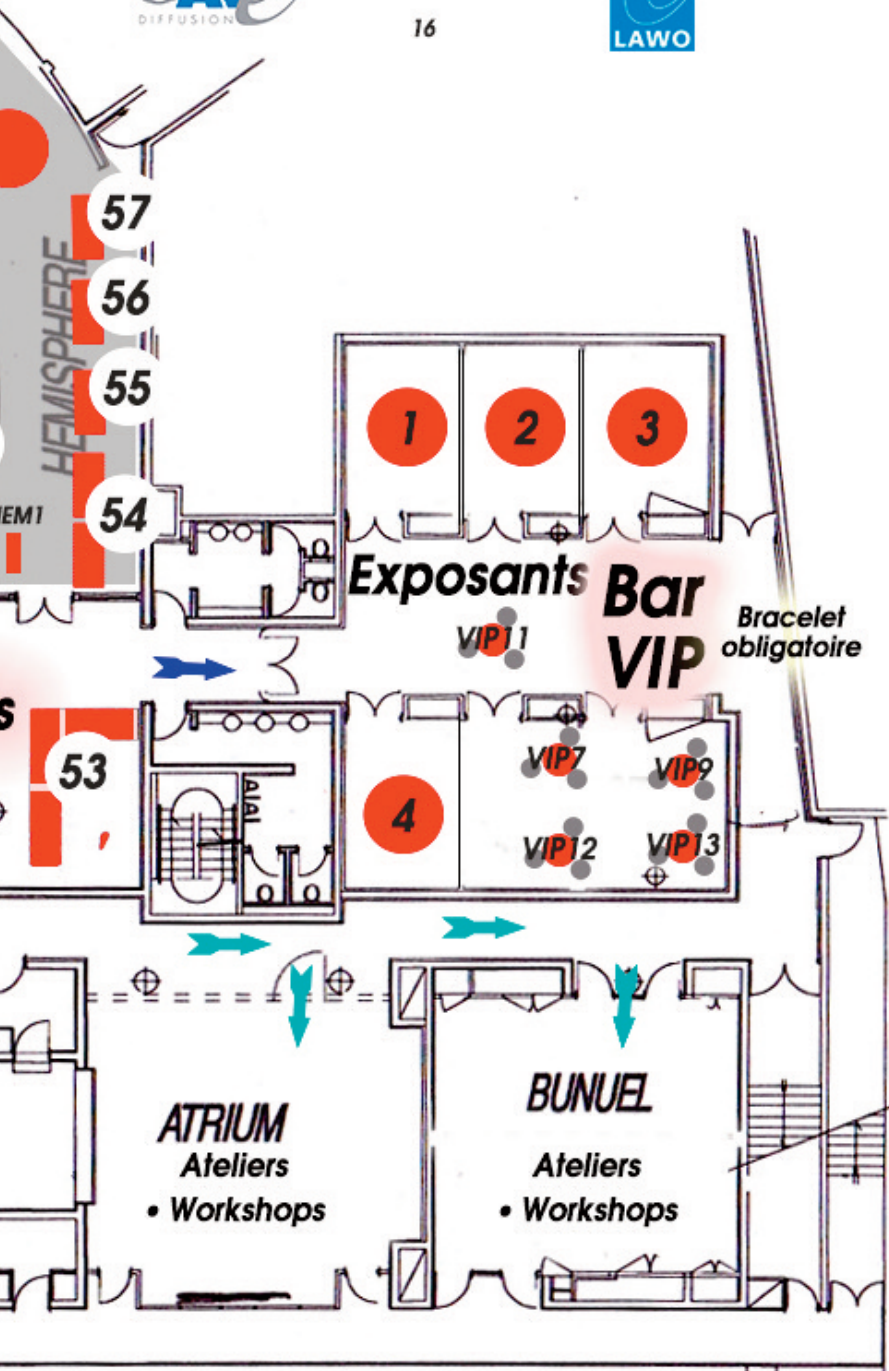 DIFFUSION
16
LAWO
57
HEMISPHERE
56
55
54
1
2
3
Exposants
Bar
VIP
Bracelet
obligatoire
VIP11
53
4
VIP7
VIP9
VIP12
VIP13
ATRIUM
Ateliers
• Workshops
BUNUEL
Ateliers
• Workshops